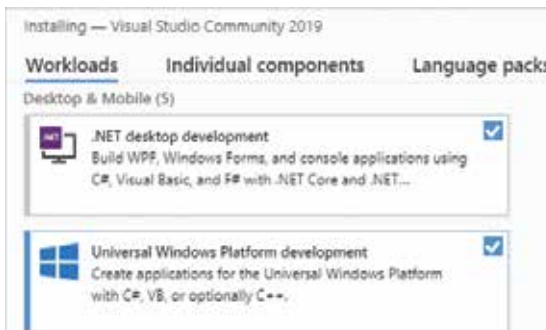 Installing — Visual Studio Community 2019
Workloads Individual components Language packs
Desktop & Mobile (5)
.NET desktop development
Build WPF, Windows Forms, and console applications using
C#, Visual Basic, and F# with .NET Core and .NET...
Universal Windows Platform development
Create applications for the Universal Windows Platform
with C#, VB, or optionally C++.